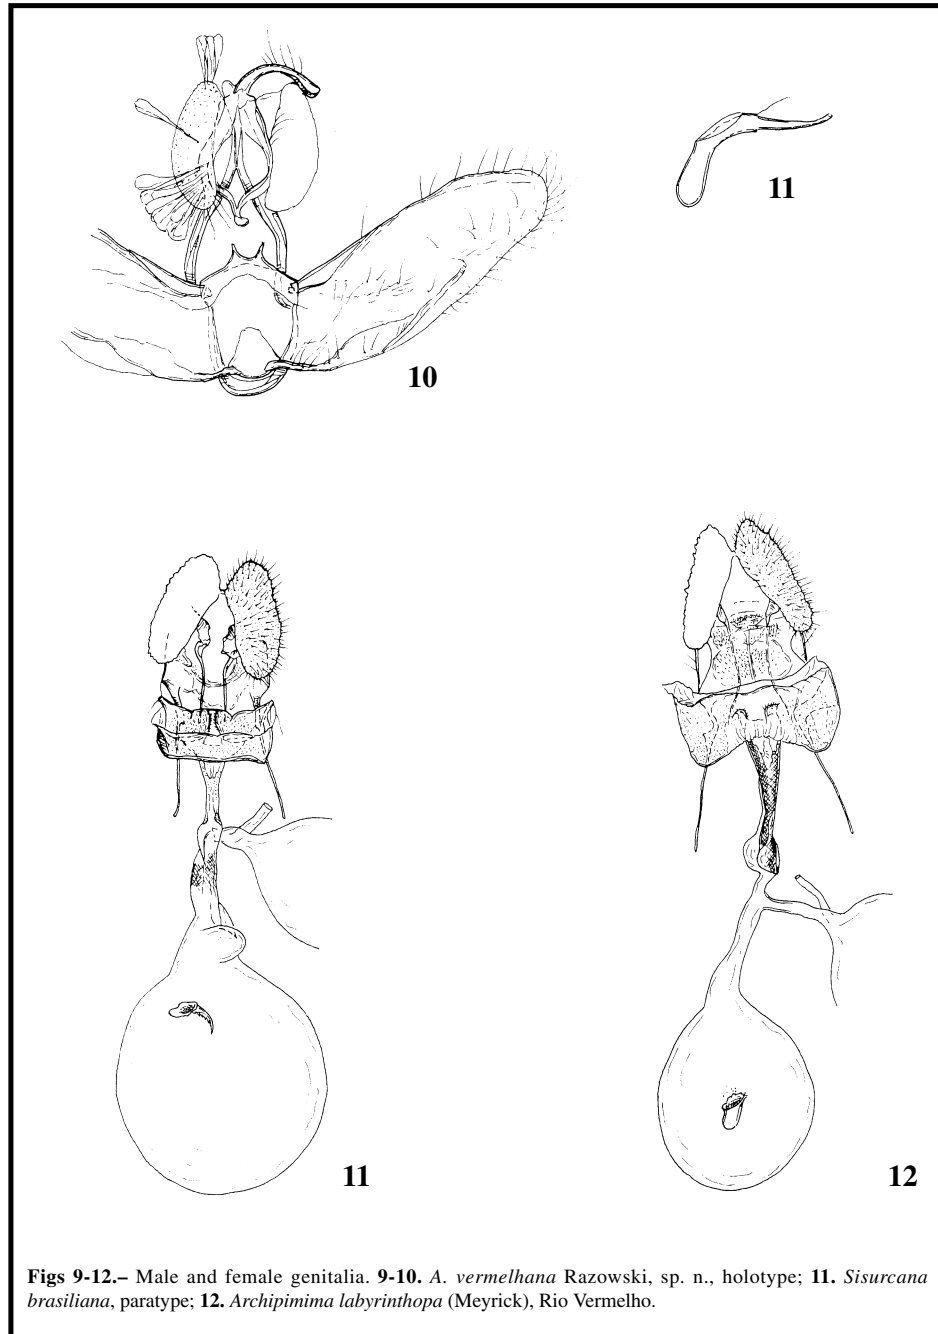 11
10
11
12
Figs 9-12.– Male and female genitalia. 9-10. A. vermelhana Razowski, sp. n., holotype; 11. Sisurcana
brasiliana, paratype; 12. Archipimima labyrinthopa (Meyrick), Rio Vermelho.